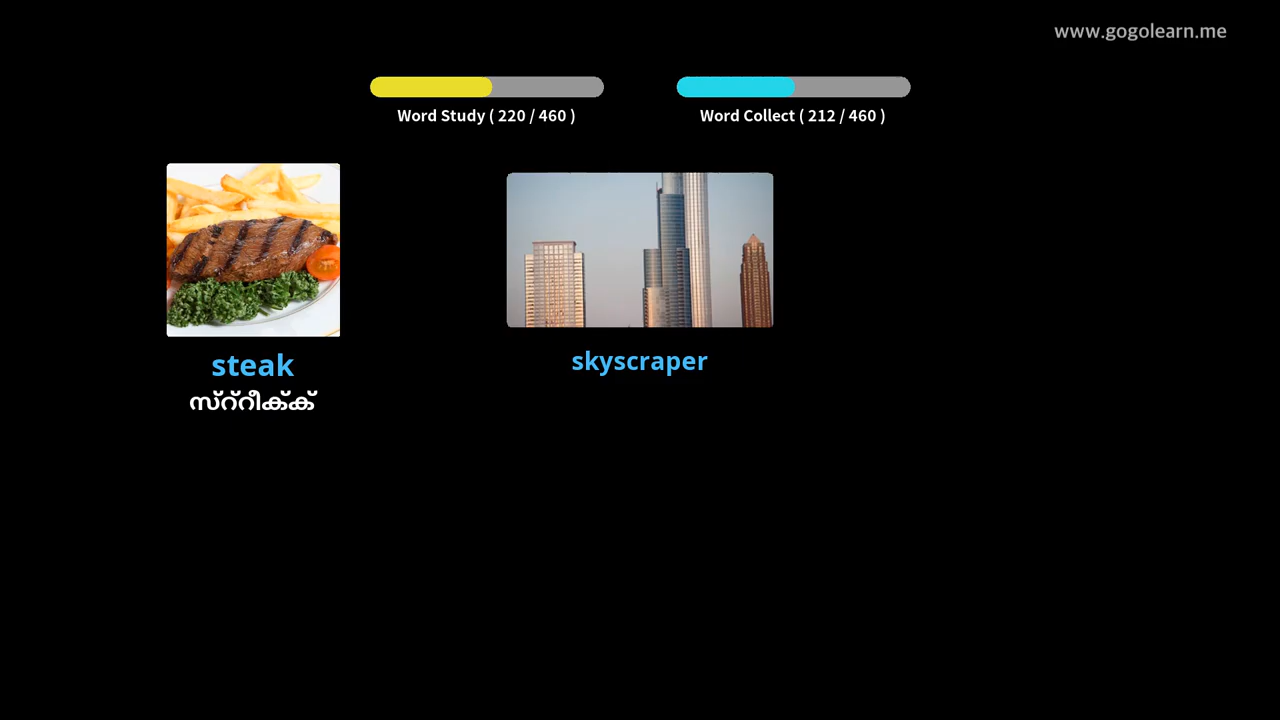 www.gogolearn.me
Word Study ( 220 / 460 )
Word Collect ( 212 / 460 )
steak
സ്റ്റീക്ക്
skyscraper